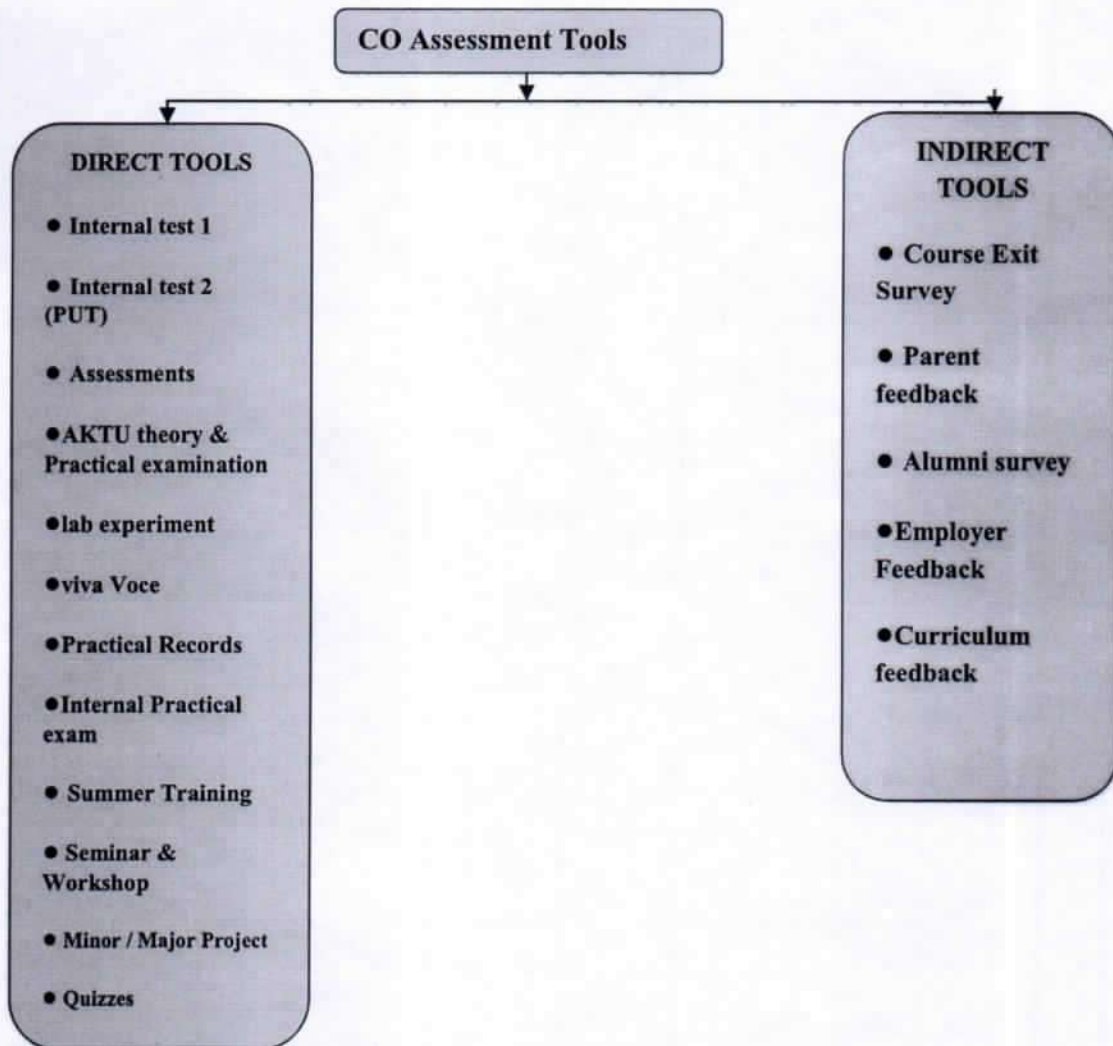 CO Assessment Tools
DIRECT TOOLS
● Internal test 1
● Internal test 2
(PUT)
● Assessments
●AKTU theory &
Practical examination
●lab experiment
●viva Voce
●Practical Records
●Internal Practical
exam
● Summer Training
● Seminar &
Workshop
● Minor / Major Project
● Quizzes
INDIRECT
TOOLS
● Course Exit
Survey
● Parent
feedback
● Alumni survey
●Employer
Feedback
●Curriculum
feedback